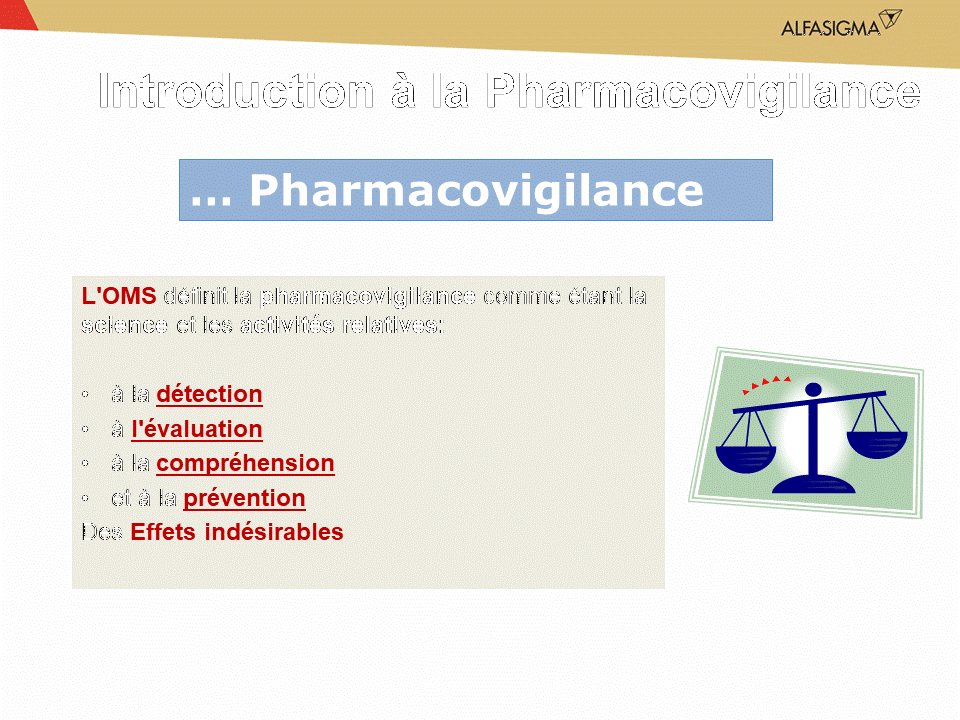 ALFASIGMA
Introduction à la Pharmacovigilance
... Pharmacovigilance
L'OMS définit la pharmacovigilance comme étant la
science et les activités relatives:
• à la détection
• à l'évaluation
• à la compréhension
• et à la prévention
Des Effets indésirables